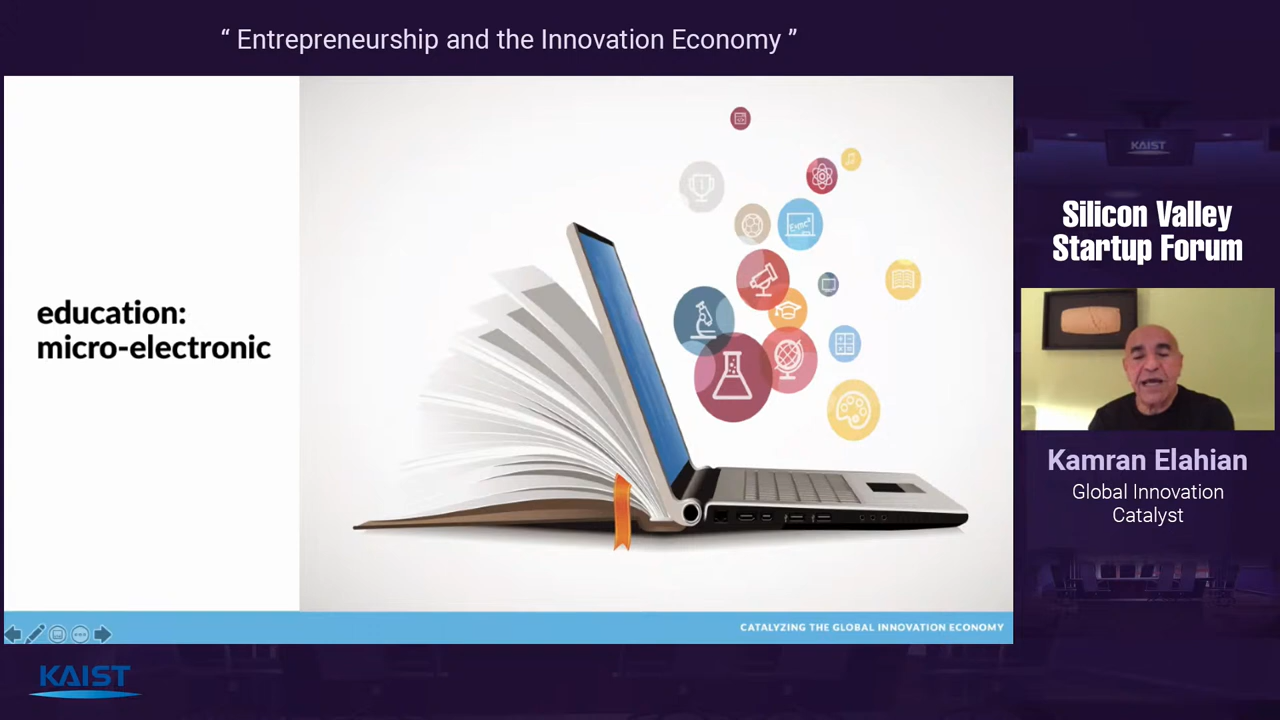 “ Entrepreneurship and the Innovation Economy ”
education:
micro-electronic
CATALYZING THE GLOBAL INNOVATION ECONOMY
KAIST
KAIST
Silicon Valley
Startup Forum
Kamran Elahian
Global Innovation
Catalyst